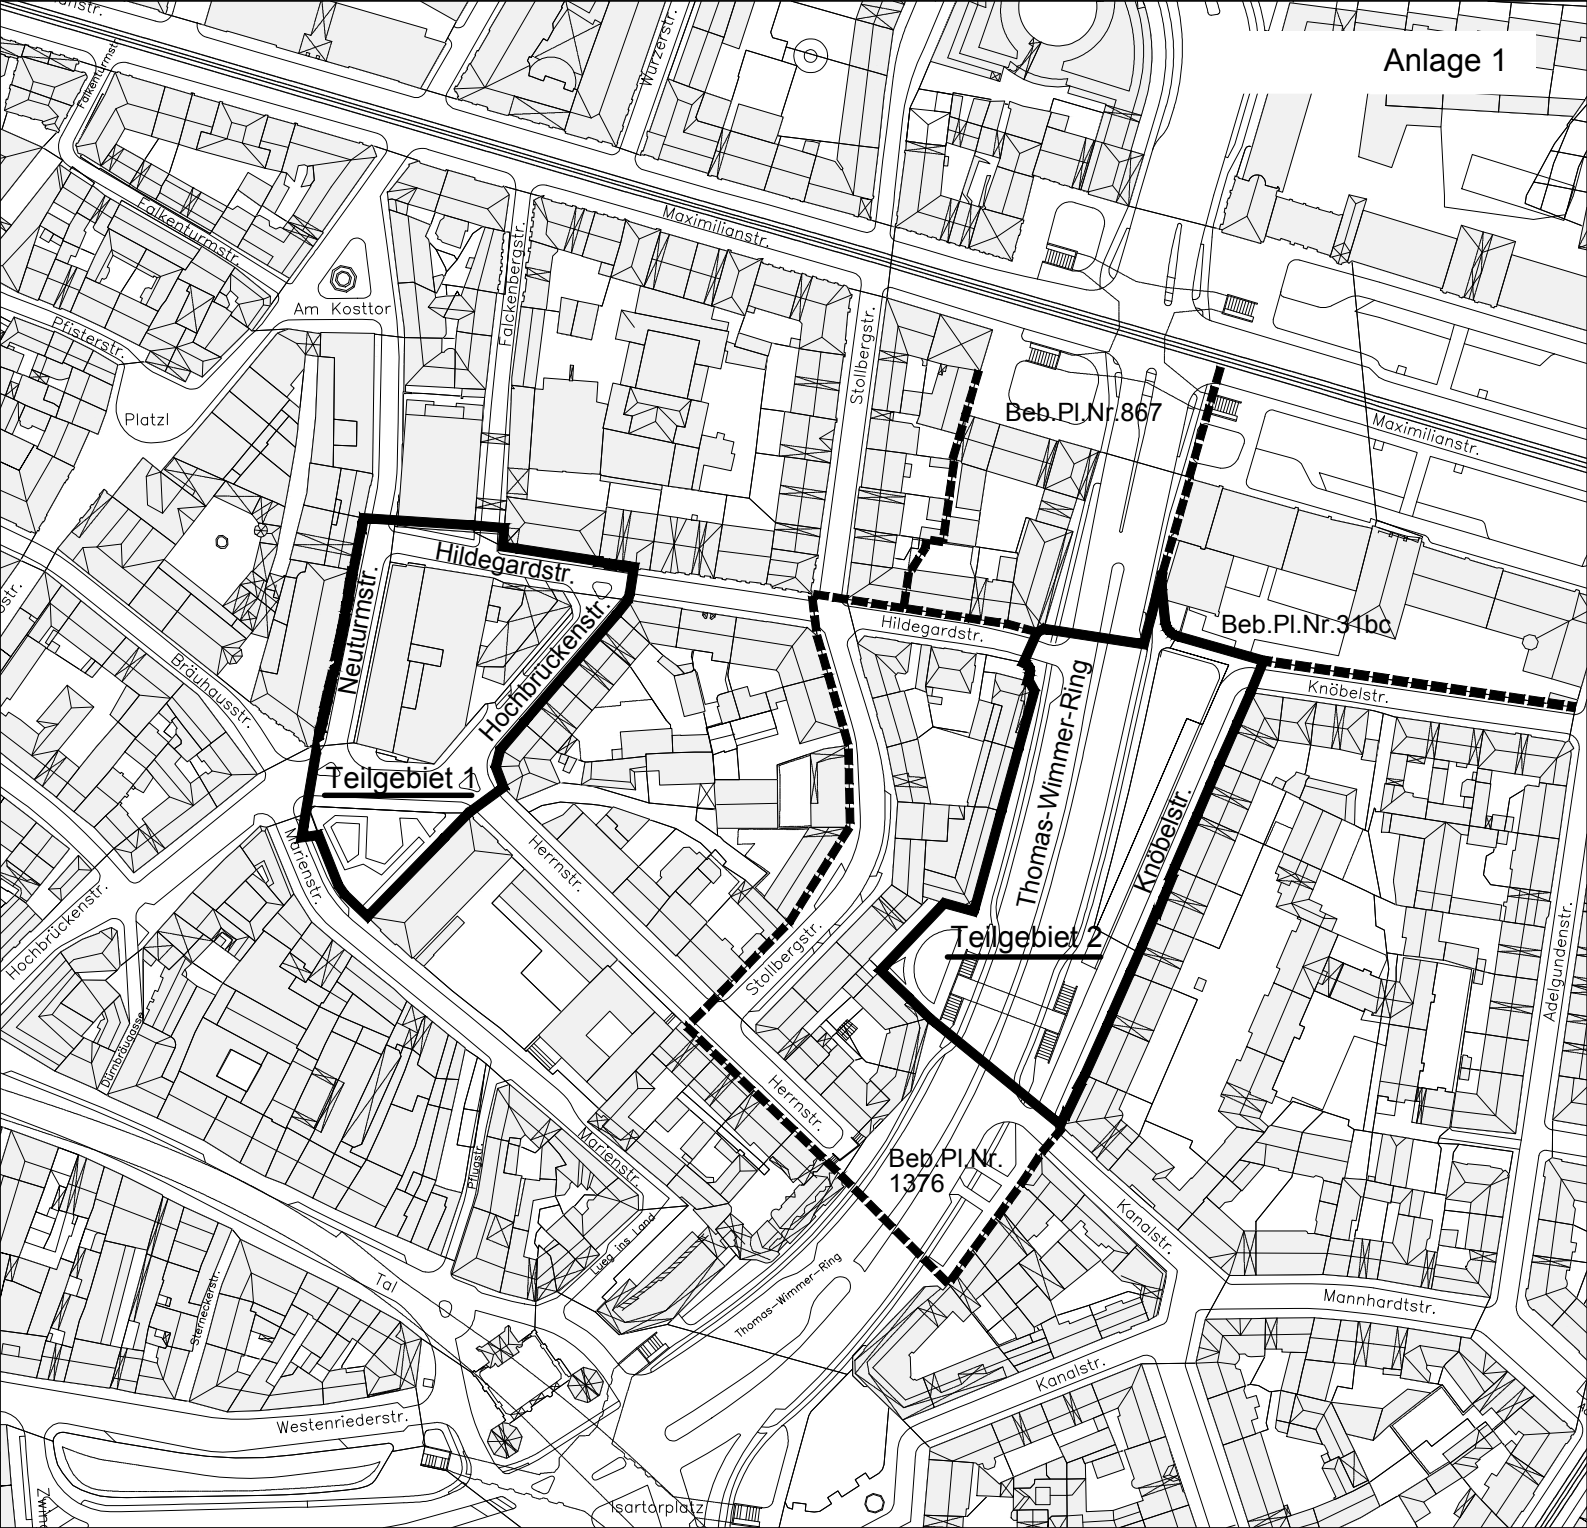 Anlage 1
Wurzerstr.
Falkenturmstr.
Falkenturmstr.
Maximilianstr.
Falckenbergstr.
Am Kosttor
Pfisterstr.
Platzl
Stollbergstr.
Beb.Pl.Nr.867
Maximilianstr.
Hildegardstr.
Neuturmstr.
Hochbrückenstr.
Hildegardstr.
Beb.Pl.Nr.31bc
Knöbelstr.
Bräuhausstr.
Thomas-Wimmer-Ring
Teilgebiet 1
Knöbelstr.
Marienstr.
Herrnstr.
Teilgebiet 2
Hochbrückenstr.
Stollbergstr.
Adelgundenstr.
Dürnbräugasse
Herrnstr.
Marienstr.
Pflugstr.
Beb.Pl.Nr.
1376
Kanalstr.
Lueg ins Land
Tal
Thomas-Wimmer-Ring
Sterneckerstr.
Mannhardtstr.
Kanalstr.
Westenriederstr.
Isartorplatz